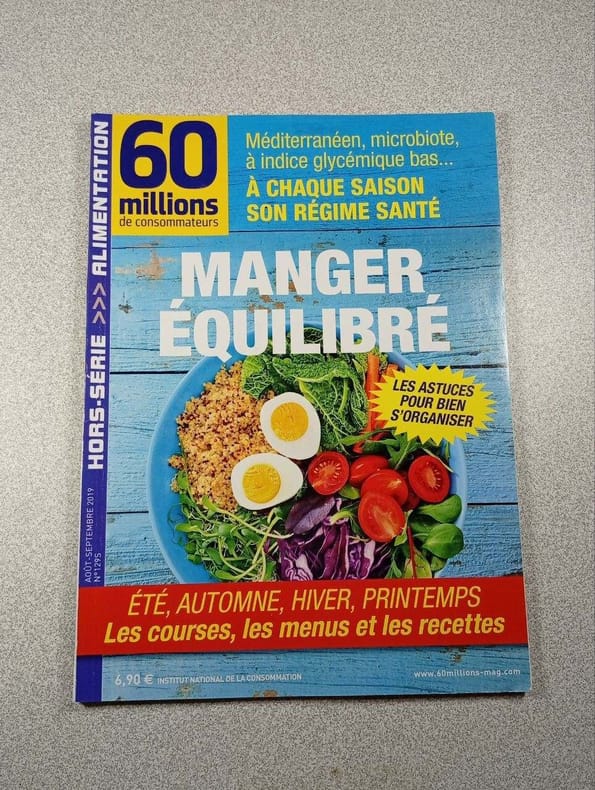 HORS-SÉRIE >>> ALIMENTATION
AOÛT-SEPTEMBRE 2019
N°129S
60
millions
de consommateurs
Méditerranéen, microbiote,
à indice glycémique bas...
À CHAQUE SAISON
SON RÉGIME SANTÉ
MANGER
ÉQUILIBRÉ
LES ASTUCES
POUR BIEN
S'ORGANISER
ÉTÉ, AUTOMNE, HIVER, PRINTEMPS
Les courses, les menus et les recettes
6,90 € INSTITUT NATIONAL DE LA CONSOMMATION
www.60millions-mag.com